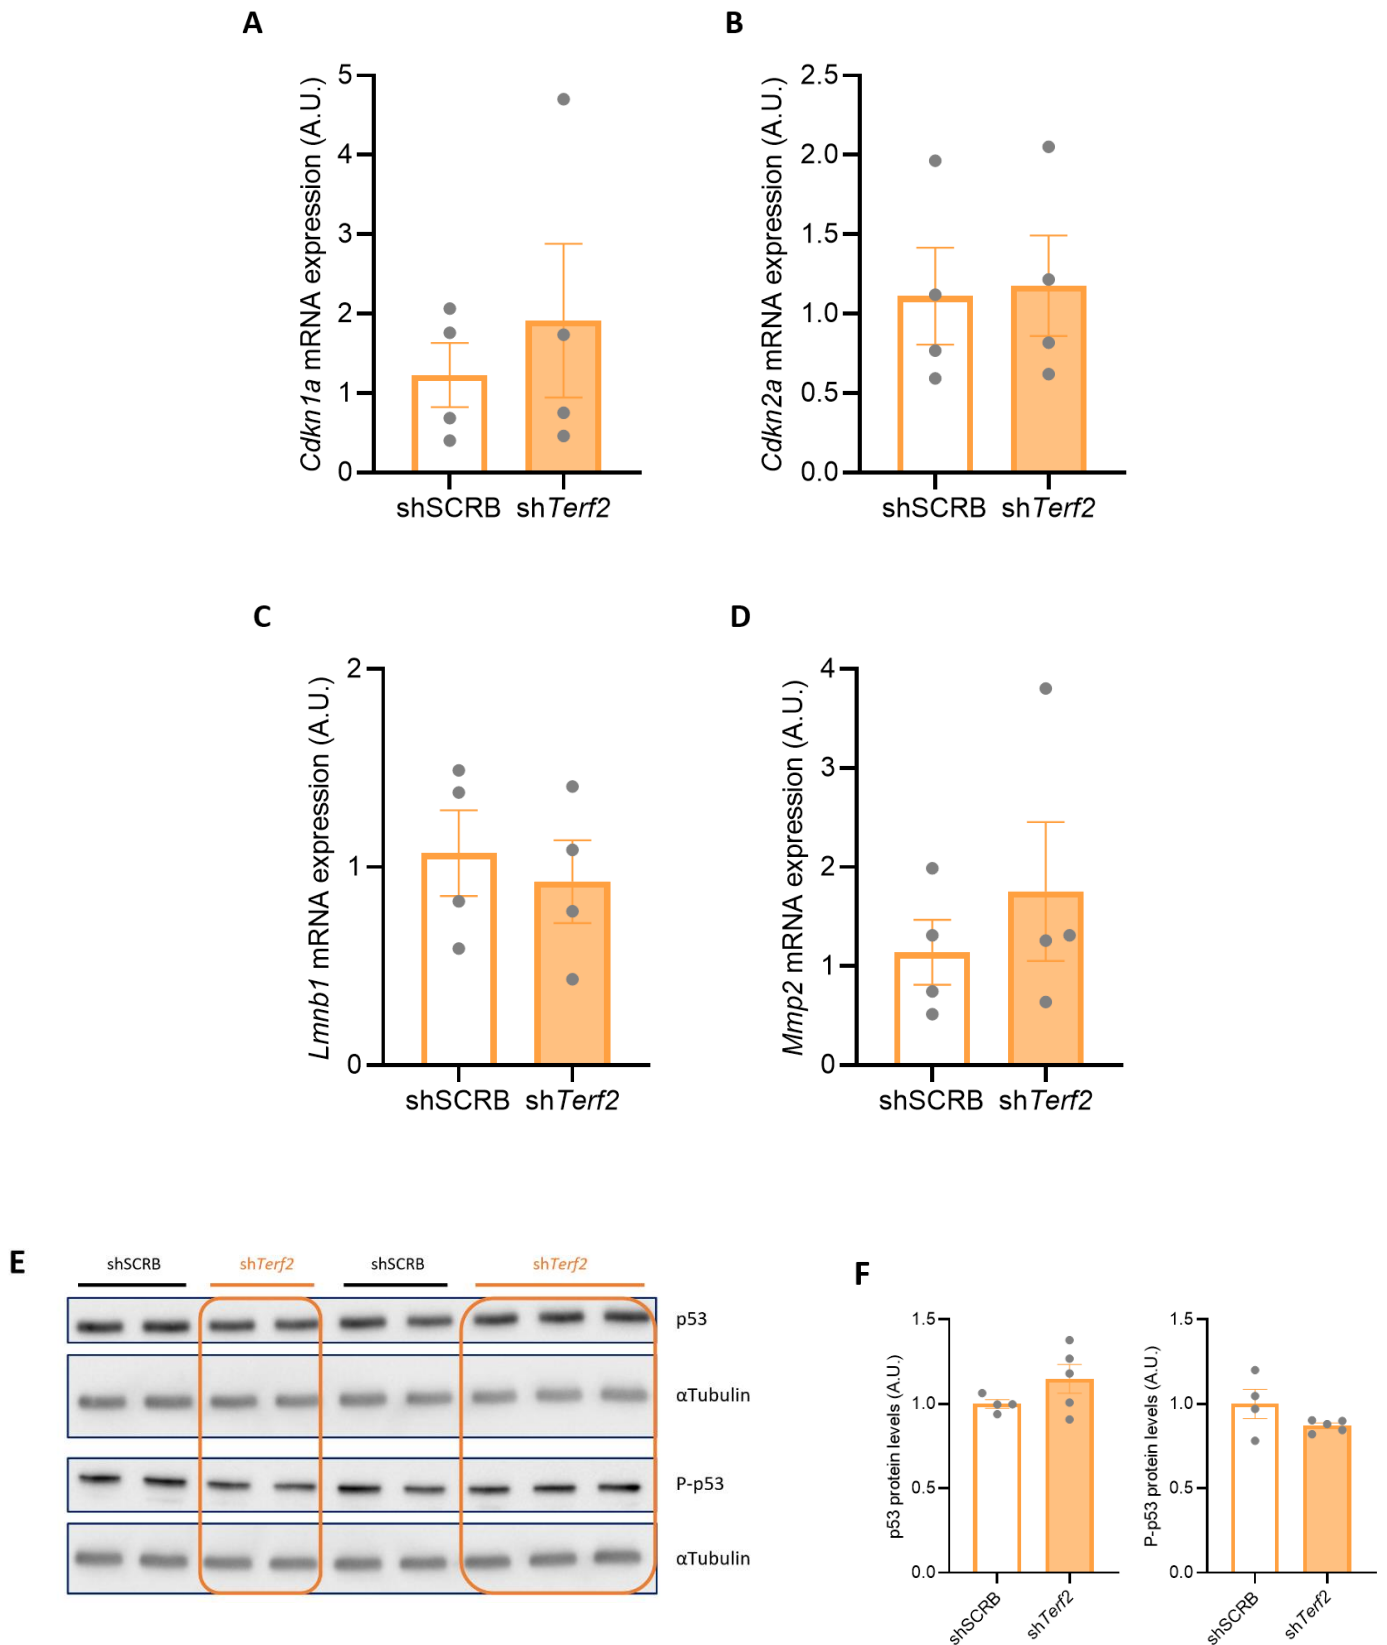 A
B
Cdkn1a mRNA expression (A.U.)
5
4
3
2
1
0
shSCRB shTerf2
Cdkn2a mRNA expression (A.U.)
2.5
2.0
1.5
1.0
0.5
0.0
shSCRB shTerf2
C
D
Lmnb1 mRNA expression (A.U.)
2
1
0
shSCRB shTerf2
Mmp2 mRNA expression (A.U.)
4
3
2
1
0
shSCRB shTerf2
E
shSCRB shTerf2 shSCRB shTerf2
p53
αTubulin
P-p53
αTubulin
F
p53 protein levels (A.U.)
1.5
1.0
0.5
0.0
shSCRB shTerf2
P-p53 protein levels (A.U.)
1.5
1.0
0.5
0.0
shSCRB shTerf2